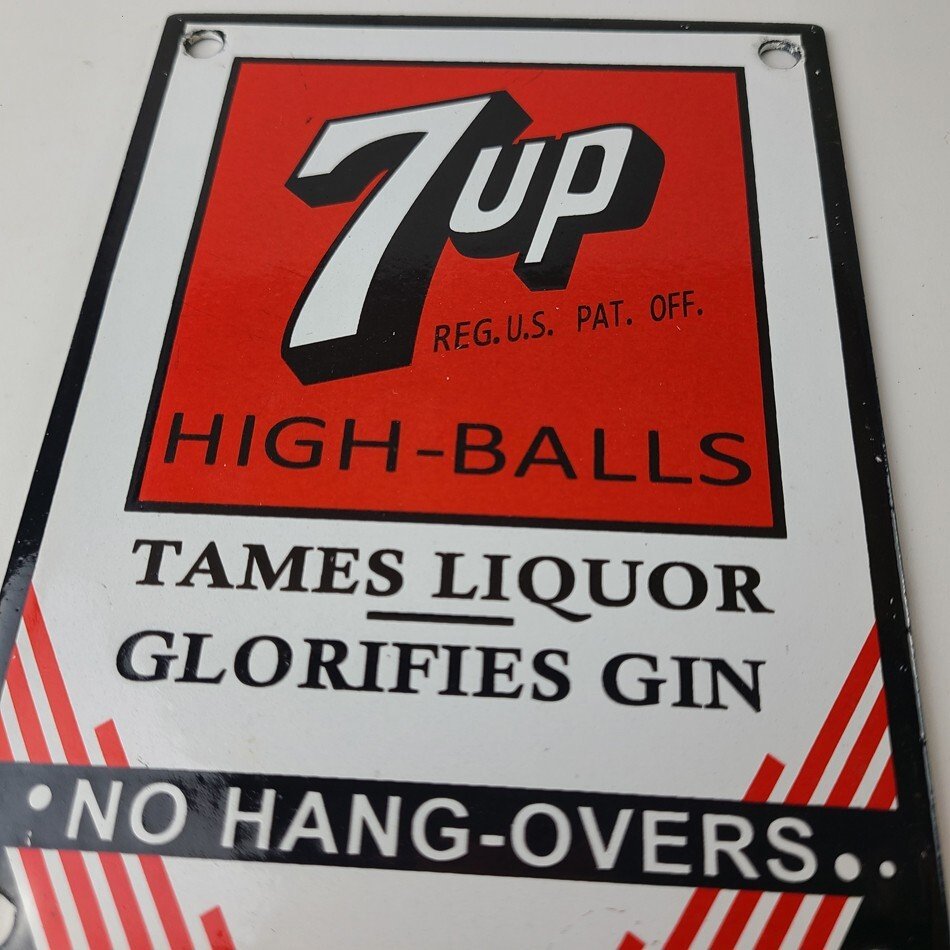 7up
REG. U.S. PAT. OFF.
HIGH-BALLS
TAMES LIQUOR
GLORIFIES GIN
• NO HANG-OVERS • •